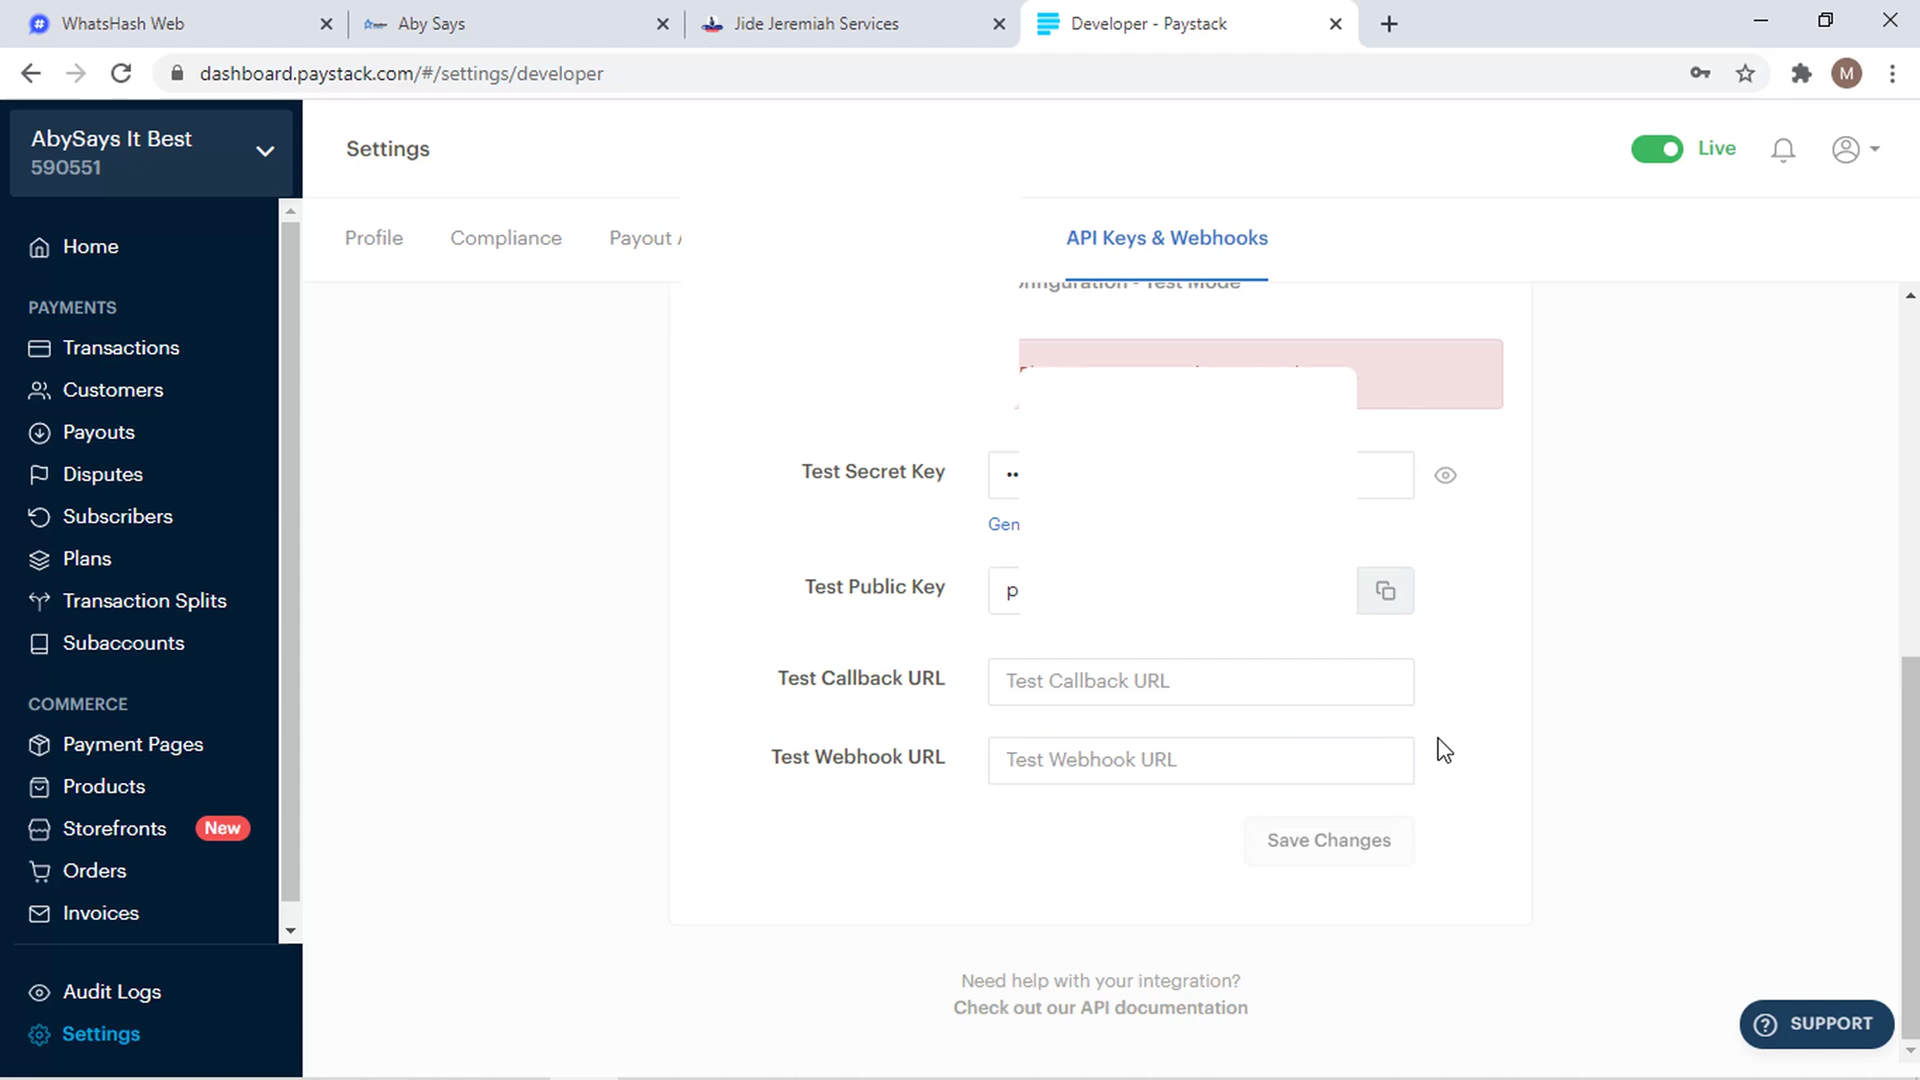 WhatsHash Web
Aby Says
Jide Jeremiah Services
Developer - Paystack
dashboard.paystack.com/#/settings/developer
M
AbySays It Best
590551
Settings
Live
Home
Profile
Compliance
Payout
API Keys & Webhooks
PAYMENTS
Transactions
Customers
Payouts
Disputes
Subscribers
Plans
Transaction Splits
Subaccounts
COMMERCE
Payment Pages
Products
Storefronts New
Orders
Invoices
Audit Logs
Settings
- Test Mode
Test Secret Key
Gen
Test Public Key
p
Test Callback URL
Test Callback URL
Test Webhook URL
Test Webhook URL
Save Changes
Need help with your integration?
Check out our API documentation
SUPPORT